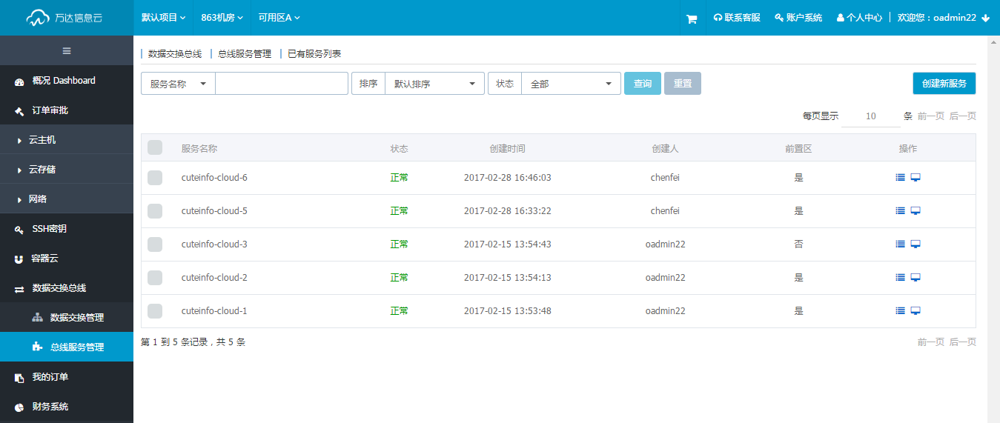 万达信息云 默认项目 863机房 可用区A 联系客服 账户系统 个人中心 欢迎您：oadmin22
概况 Dashboard
订单审批
云主机
云存储
网络
SSH密钥
容器云
数据交换总线
数据交换管理
总线服务管理
我的订单
财务系统
数据交换总线 总线服务管理 已有服务列表
服务名称 排序 默认排序 状态 全部 查询 重置 创建新服务
每页显示 10 条 前一页 后一页
服务名称 状态 创建时间 创建人 前置区 操作
cuteinfo-cloud-6 正常 2017-02-28 16:46:03 chenfei 是
cuteinfo-cloud-5 正常 2017-02-28 16:33:22 chenfei 是
cuteinfo-cloud-3 正常 2017-02-15 13:54:43 oadmin22 否
cuteinfo-cloud-2 正常 2017-02-15 13:54:13 oadmin22 是
cuteinfo-cloud-1 正常 2017-02-15 13:53:48 oadmin22 是
第 1 到 5 条记录，共 5 条 前一页 后一页